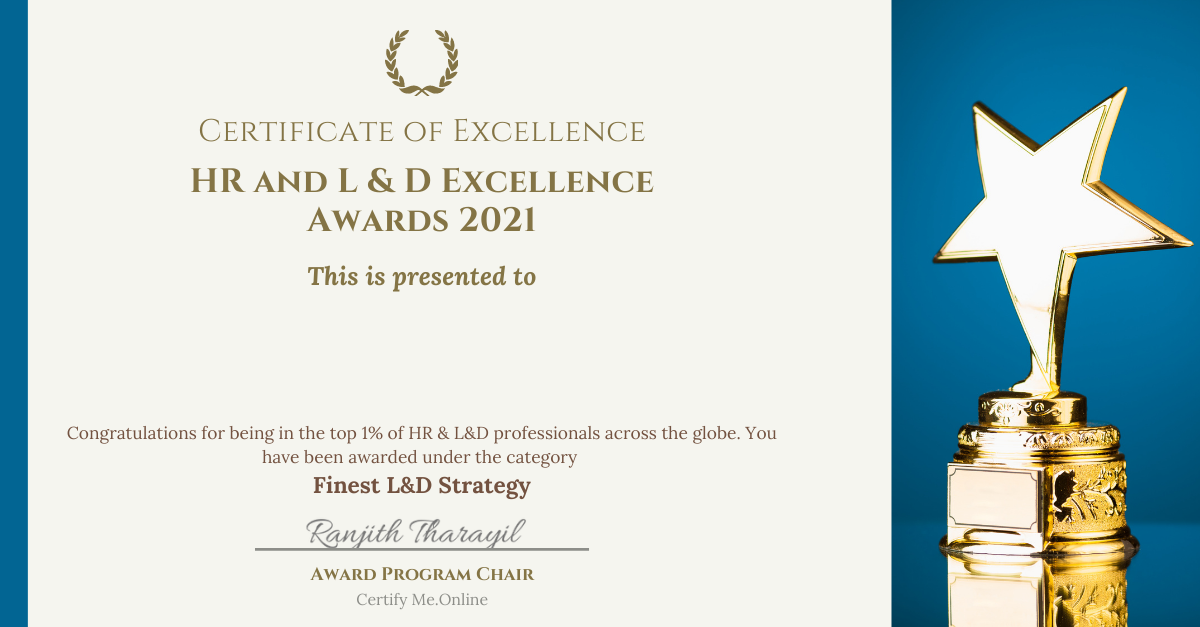 Certificate of Excellence
HR and L & D Excellence
Awards 2021
This is presented to
Congratulations for being in the top 1% of HR & L&D professionals across the globe. You
have been awarded under the category
Finest L&D Strategy
Ranjith Tharayil
Award Program Chair
Certify Me.Online